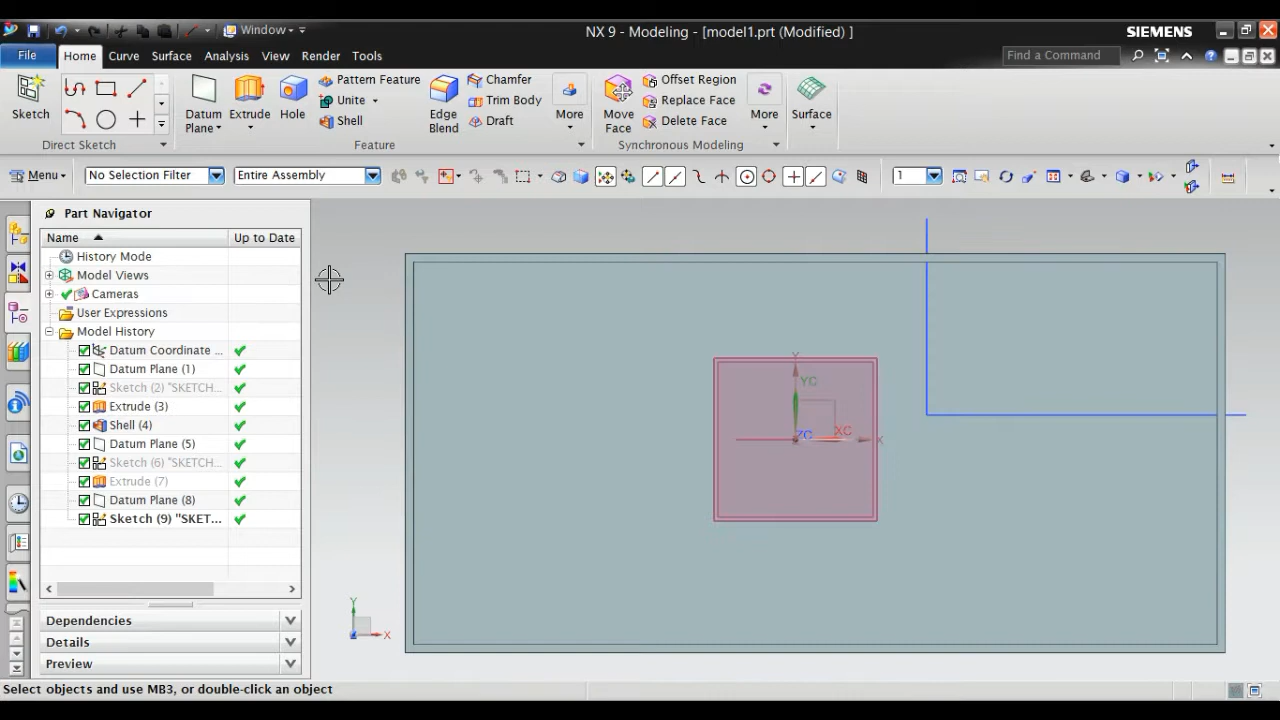 Window
NX 9 - Modeling - [model1.prt (Modified) ]
SIEMENS
File
Home
Curve
Surface
Analysis
View
Render
Tools
Find a Command
Sketch
Datum
Plane
Extrude
Hole
Pattern Feature
Unite
Shell
Edge
Blend
Chamfer
Trim Body
Draft
More
Move
Face
Offset Region
Replace Face
Delete Face
More
Surface
Direct Sketch
Feature
Synchronous Modeling
Menu
No Selection Filter
Entire Assembly
1
Part Navigator
Name
Up to Date
History Mode
Model Views
Cameras
User Expressions
Model History
Datum Coordinate ...
Datum Plane (1)
Sketch (2) "SKETCH...
Extrude (3)
Shell (4)
Datum Plane (5)
Sketch (6) "SKETCH...
Extrude (7)
Datum Plane (8)
Sketch (9) "SKET...
Dependencies
Details
Preview
Y
YC
ZC
XC
X
Y
X
Select objects and use MB3, or double-click an object